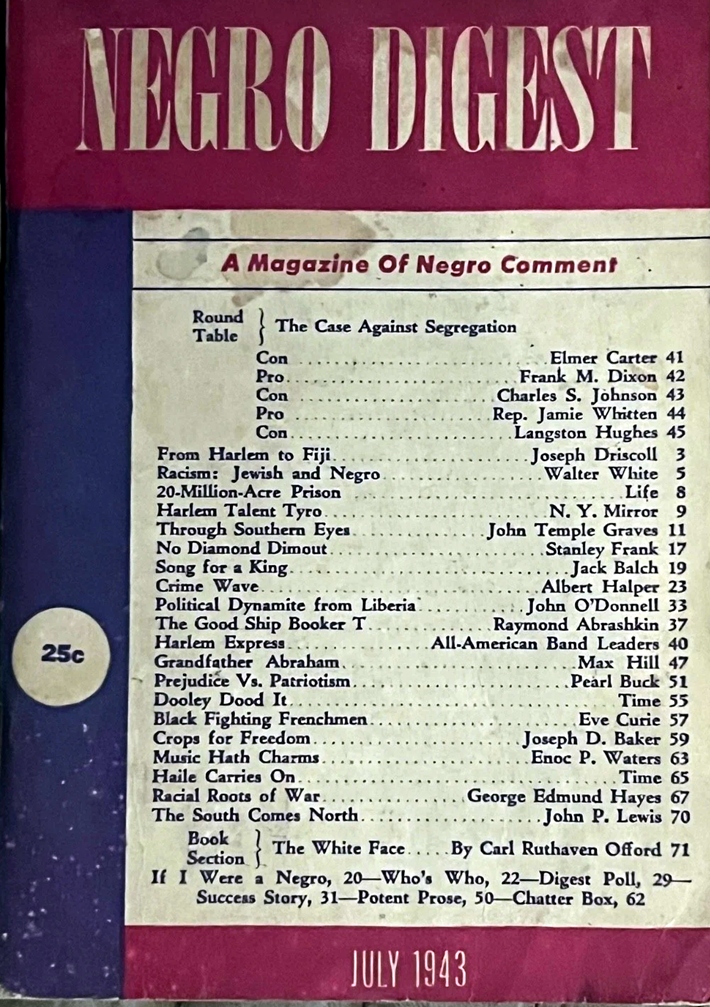 NEGRO DIGEST
A Magazine Of Negro Comment
Round Table } The Case Against Segregation
Con Elmer Carter 41
Pro Frank M. Dixon 42
Con Charles S. Johnson 43
Pro Rep. Jamie Whitten 44
Con Langston Hughes 45
From Harlem to Fiji Joseph Driscoll 3
Racism: Jewish and Negro Walter White 5
20-Million-Acre Prison Life 8
Harlem Talent Tyro N. Y. Mirror 9
Through Southern Eyes John Temple Graves 11
No Diamond Dimout Stanley Frank 17
Song for a King Jack Balch 19
Crime Wave Albert Halper 23
Political Dynamite from Liberia John O'Donnell 33
The Good Ship Booker T Raymond Abrashkin 37
Harlem Express All-American Band Leaders 40
Grandfather Abraham Max Hill 47
Prejudice Vs. Patriotism Pearl Buck 51
Dooley Dood It Time 55
Black Fighting Frenchmen Eve Curie 57
Crops for Freedom Joseph D. Baker 59
Music Hath Charms Enoc P. Waters 63
Haile Carries On Time 65
Racial Roots of War George Edmund Hayes 67
The South Comes North John P. Lewis 70
Book Section } The White Face By Carl Ruthaven Offord 71
If I Were a Negro, 20—Who's Who, 22—Digest Poll, 29—
Success Story, 31—Potent Prose, 50—Chatter Box, 62
25c
JULY 1943